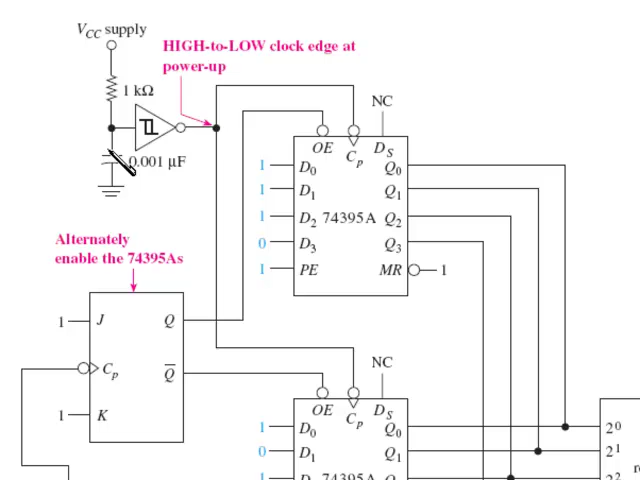 VCC supply
HIGH-to-LOW clock edge at
power-up
1 kΩ
0.001 µF
NC
OE Cp DS
1 D0 Q0
1 D1 Q1
1 D2 74395A Q2
0 D3 Q3
1 PE MR 1
Alternately
enable the 74395As
1 J Q
Cp Q̅
1 K
NC
OE Cp DS
1 D0 Q0 2⁰
0 D1 Q1 2¹
74395A